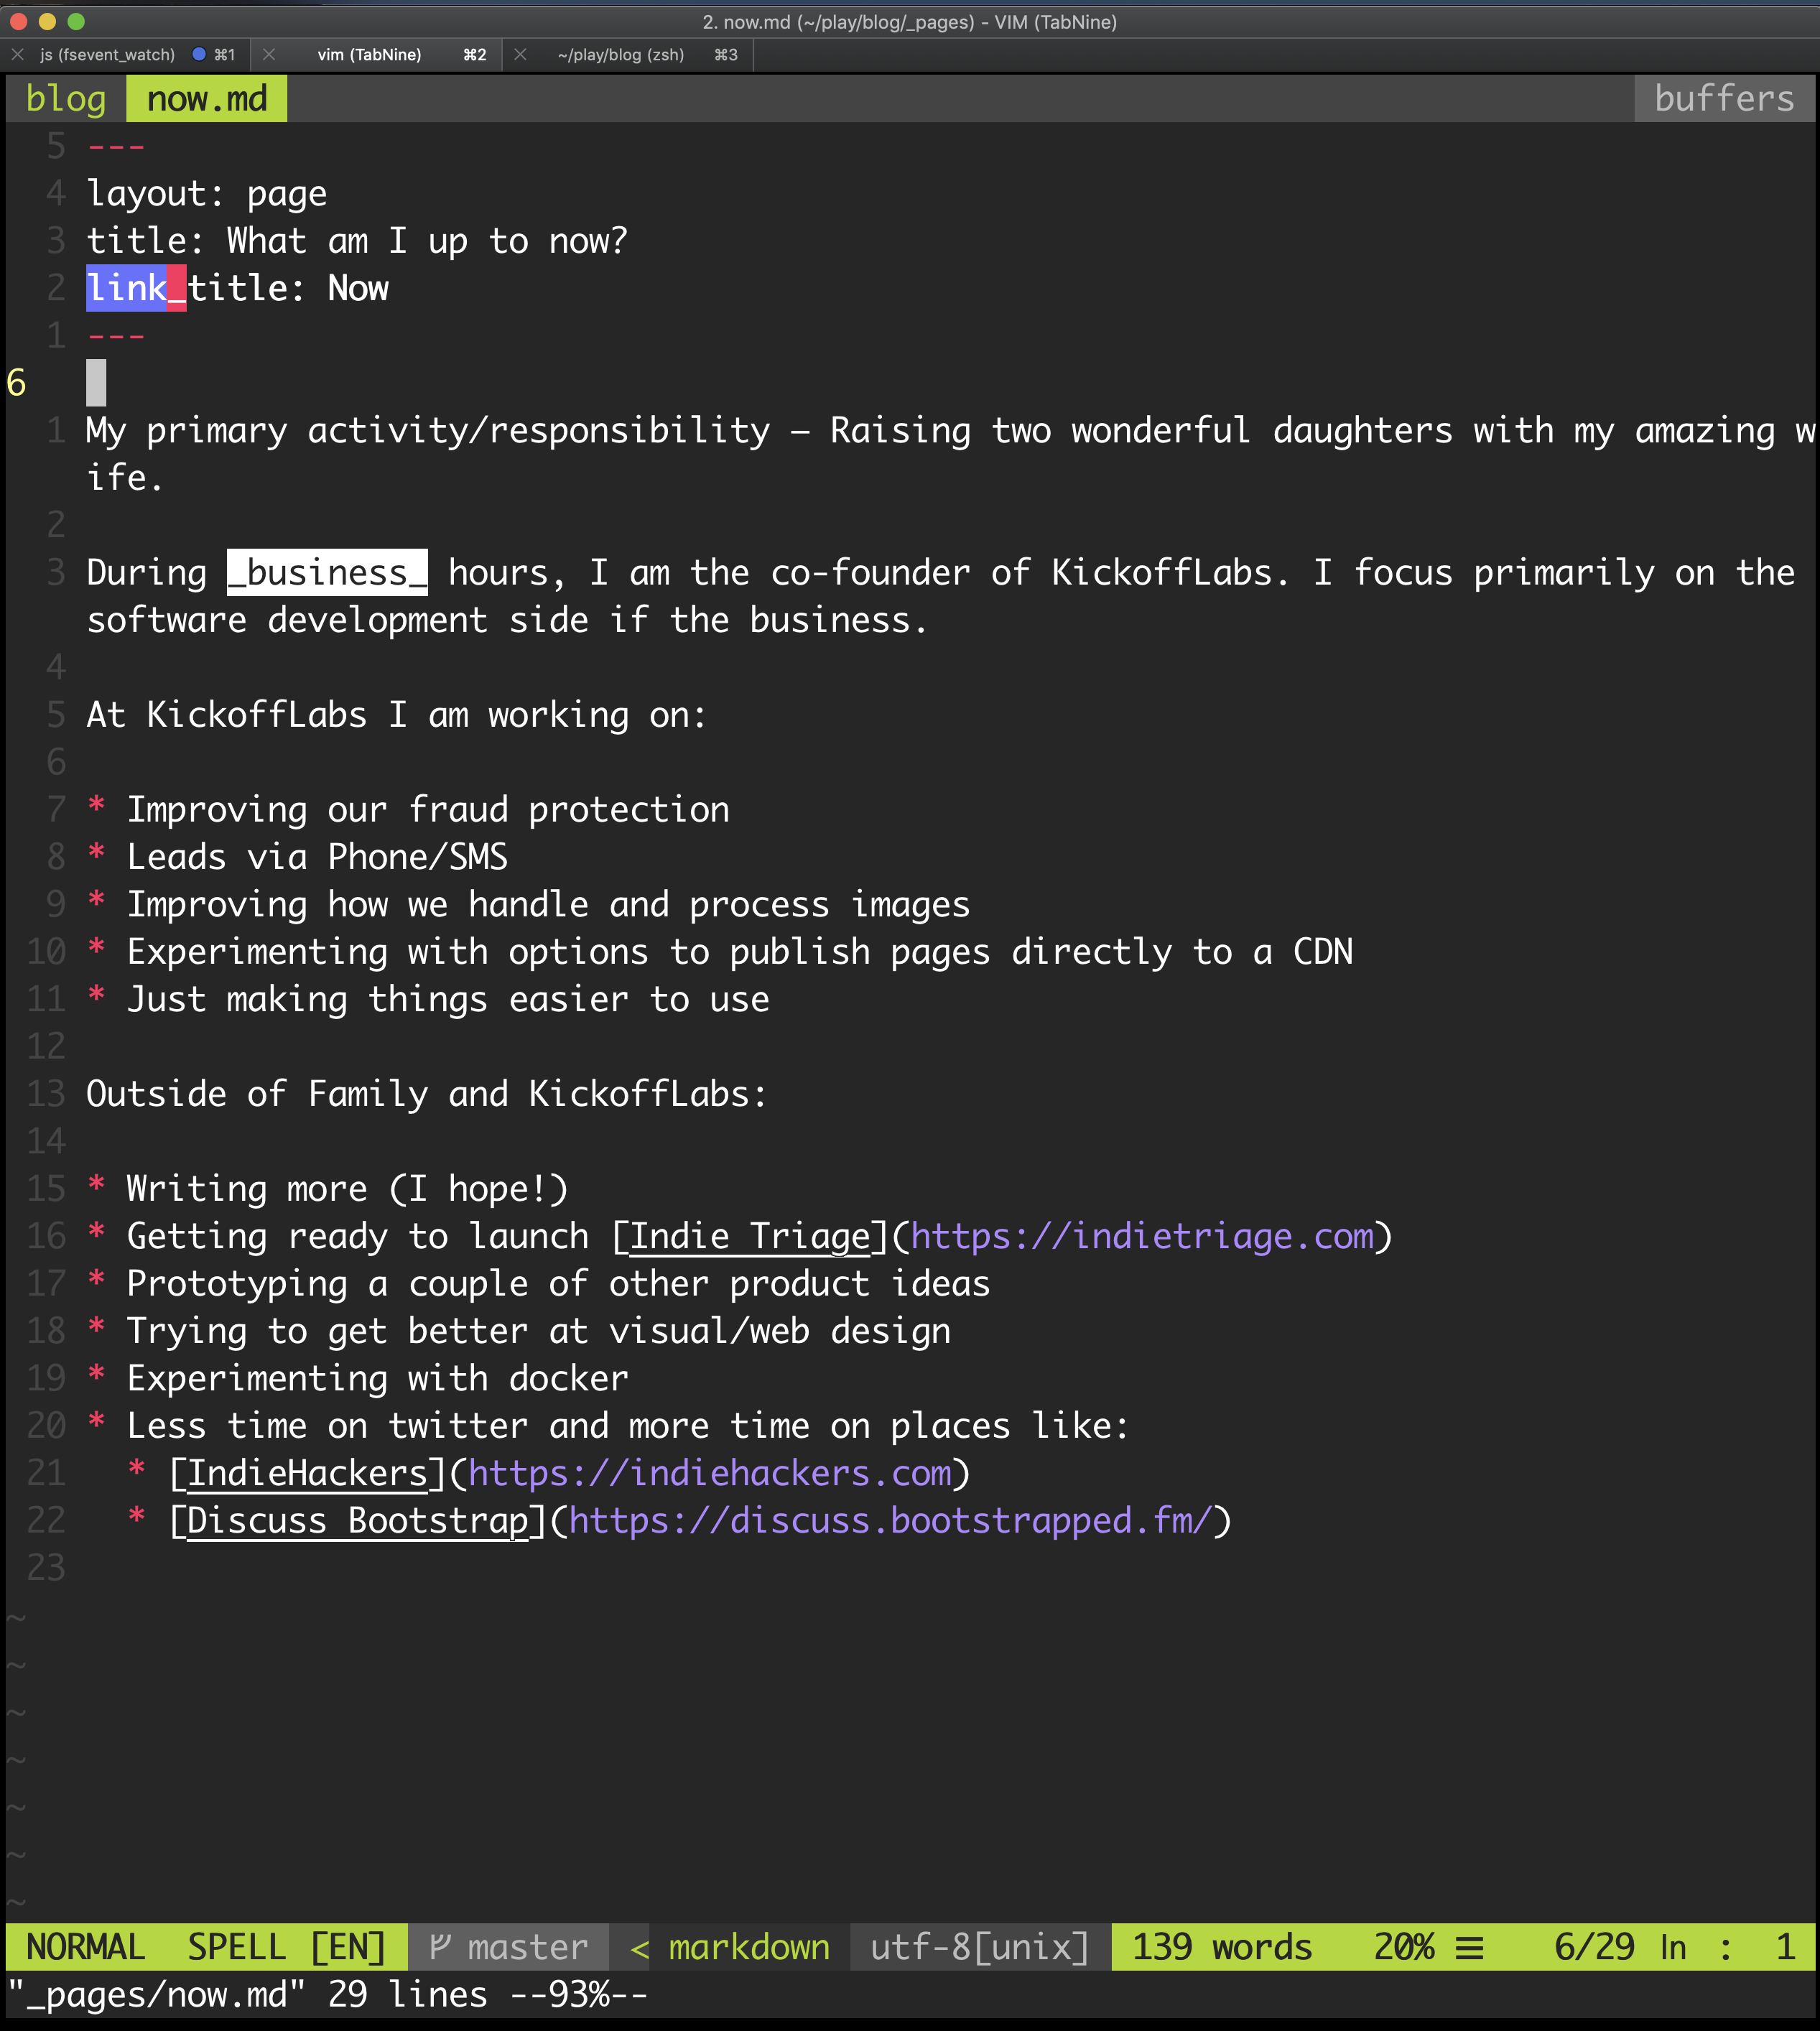 2. now.md (~/play/blog/_pages) - VIM (TabNine)
js (fsevent_watch) ⌘1 vim (TabNine) ⌘2 ~/play/blog (zsh) ⌘3
blog now.md buffers
5 ---
4 layout: page
3 title: What am I up to now?
2 link_title: Now
1 ---
6
1 My primary activity/responsibility – Raising two wonderful daughters with my amazing w
ife.
2
3 During _business_ hours, I am the co-founder of KickoffLabs. I focus primarily on the
software development side if the business.
4
5 At KickoffLabs I am working on:
6
7 * Improving our fraud protection
8 * Leads via Phone/SMS
9 * Improving how we handle and process images
10 * Experimenting with options to publish pages directly to a CDN
11 * Just making things easier to use
12
13 Outside of Family and KickoffLabs:
14
15 * Writing more (I hope!)
16 * Getting ready to launch [Indie Triage](https://indietriage.com)
17 * Prototyping a couple of other product ideas
18 * Trying to get better at visual/web design
19 * Experimenting with docker
20 * Less time on twitter and more time on places like:
21 * [IndieHackers](https://indiehackers.com)
22 * [Discuss Bootstrap](https://discuss.bootstrapped.fm/)
23
~
~
~
~
~
~
~
NORMAL SPELL [EN] master < markdown utf-8[unix] 139 words 20% ☰ 6/29 ln : 1
"_pages/now.md" 29 lines --93%--